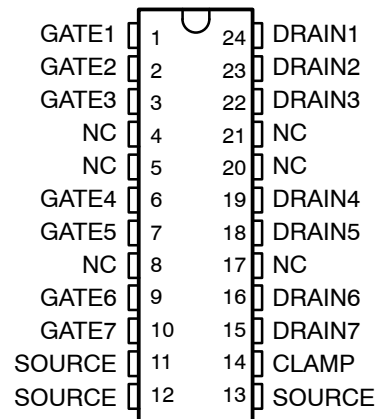 GATE1 1 24 DRAIN1
GATE2 2 23 DRAIN2
GATE3 3 22 DRAIN3
NC 4 21 NC
NC 5 20 NC
GATE4 6 19 DRAIN4
GATE5 7 18 DRAIN5
NC 8 17 NC
GATE6 9 16 DRAIN6
GATE7 10 15 DRAIN7
SOURCE 11 14 CLAMP
SOURCE 12 13 SOURCE